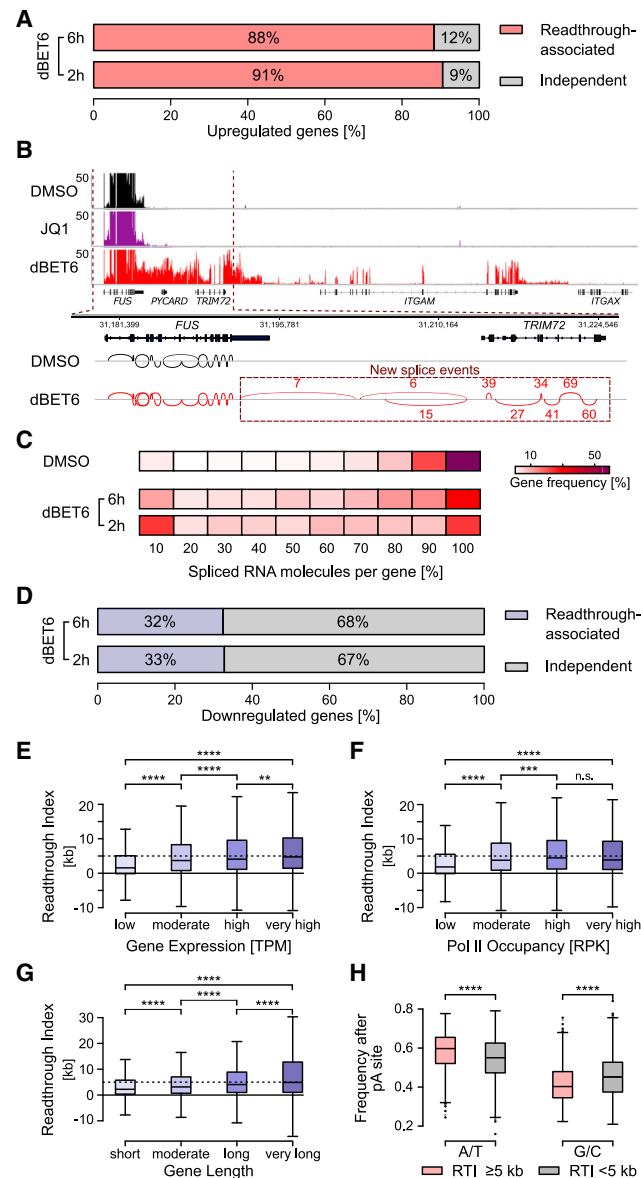 A
dBET6
6h
88%
12%
2h
91%
9%
0 20 40 60 80 100
Upregulated genes [%]
Readthrough-
associated
Independent
B
50
DMSO
50
JQ1
50
dBET6
FUS PYCARD TRIM72 ITGAM ITGAX
31,181,399 FUS 31,195,781 31,210,164 TRIM72 31,224,546
DMSO
New splice events
dBET6
7 6 39 34 69
15 27 41 60
C
DMSO
10 50
Gene frequency [%]
dBET6
6h
2h
10 20 30 40 50 60 70 80 90 100
Spliced RNA molecules per gene [%]
D
dBET6
6h
32%
68%
2h
33%
67%
0 20 40 60 80 100
Downregulated genes [%]
Readthrough-
associated
Independent
E
****
**** **** **
Readthrough Index
[kb]
20
10
0
-10
low moderate high very high
Gene Expression [TPM]
F
****
**** *** n.s.
Readthrough Index
[kb]
20
10
0
-10
low moderate high very high
Pol II Occupancy [RPK]
G
****
**** **** ****
Readthrough Index
[kb]
30
20
10
0
-10
short moderate long very long
Gene Length
H
**** ****
Frequency after
pA site
0.8
0.6
0.4
0.2
A/T G/C
RTI ≥5 kb RTI <5 kb